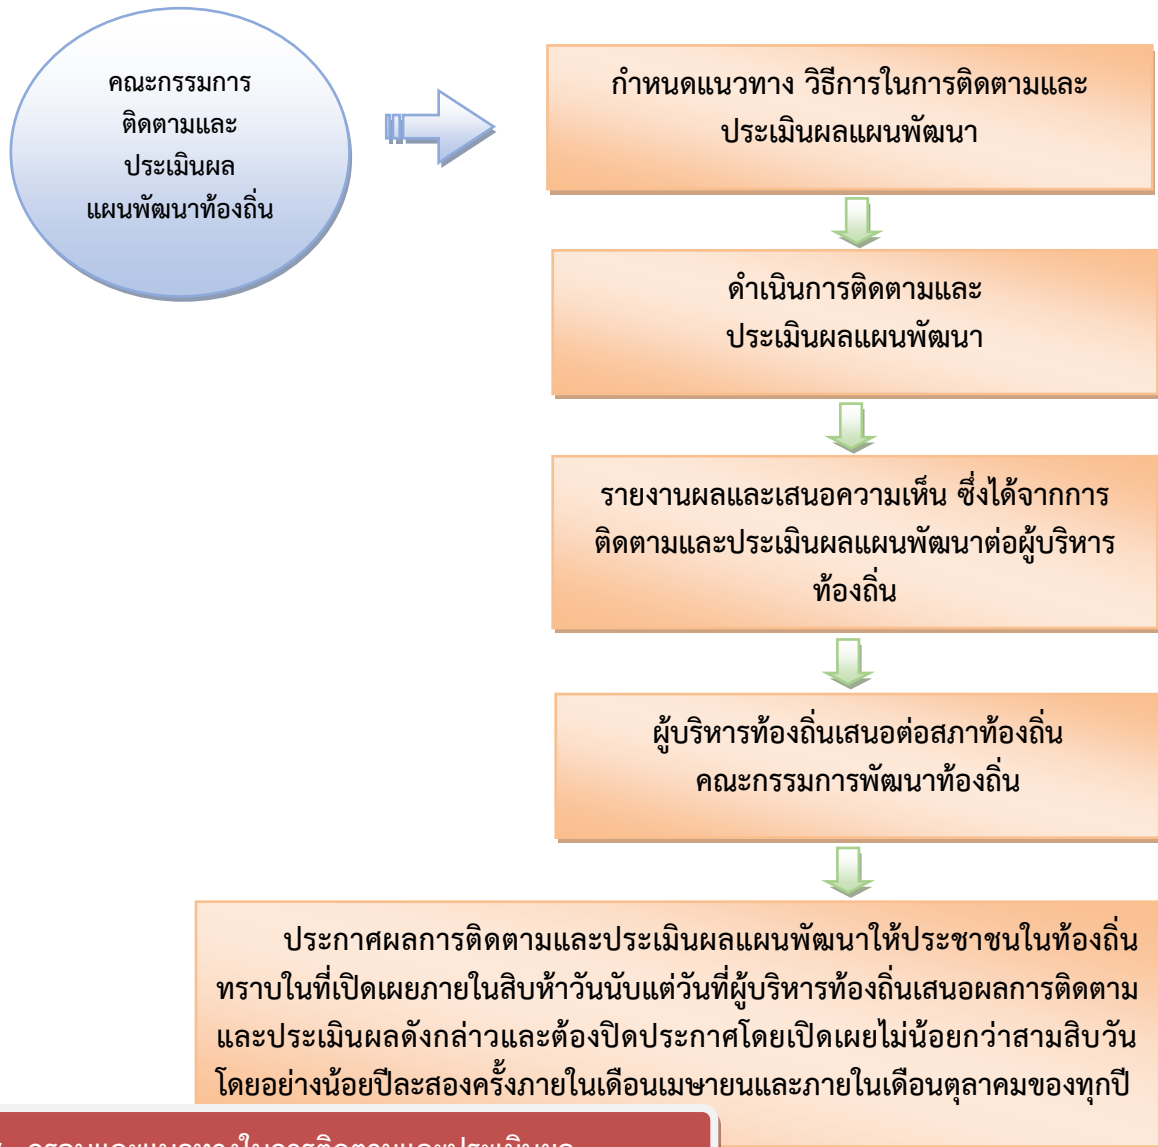 คณะกรรมการ
ติดตามและ
ประเมินผล
แผนพัฒนาท้องถิ่น
กำหนดแนวทาง วิธีการในการติดตามและ
ประเมินผลแผนพัฒนา
ดำเนินการติดตามและ
ประเมินผลแผนพัฒนา
รายงานผลและเสนอความเห็น ซึ่งได้จากการ
ติดตามและประเมินผลแผนพัฒนาต่อผู้บริหาร
ท้องถิ่น
ผู้บริหารท้องถิ่นเสนอต่อสภาท้องถิ่น
คณะกรรมการพัฒนาท้องถิ่น
ประกาศผลการติดตามและประเมินผลแผนพัฒนาให้ประชาชนในท้องถิ่น
ทราบในที่เปิดเผยภายในสิบห้าวันนับแต่วันที่ผู้บริหารท้องถิ่นเสนอผลการติดตาม
และประเมินผลดังกล่าวและต้องปิดประกาศโดยเปิดเผยไม่น้อยกว่าสามสิบวัน
โดยอย่างน้อยปีละสองครั้งภายในเดือนเมษายนและภายในเดือนตุลาคมของทุกปี